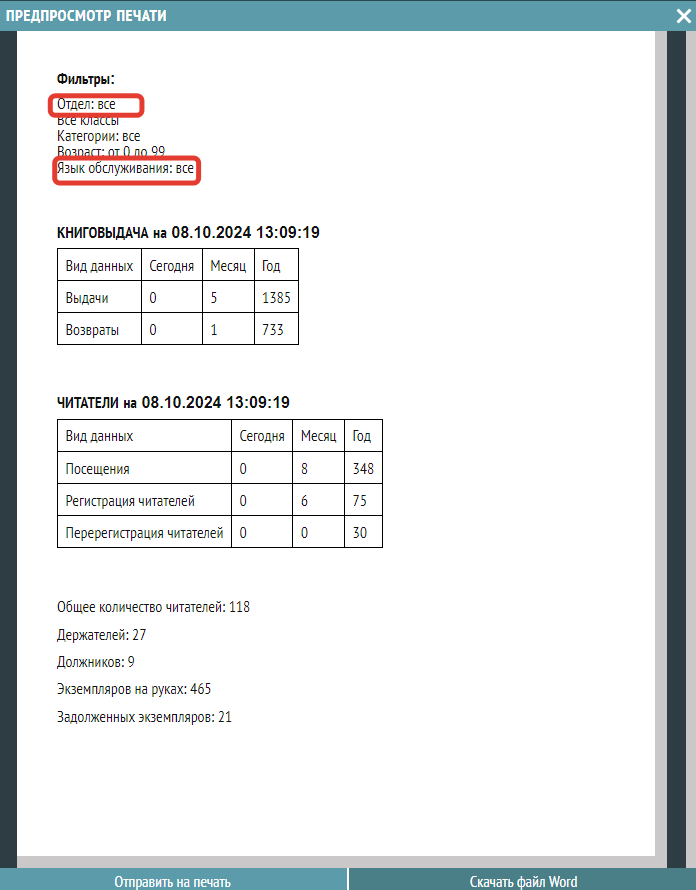 ПРЕДПРОСМОТР ПЕЧАТИ
Фильтры:
Отдел: все
Все классы
Категории: все
Возраст: от 0 до 99
Язык обслуживания: все
КНИГОВЫДАЧА на 08.10.2024 13:09:19
Вид данных Сегодня Месяц Год
Выдачи 0 5 1385
Возвраты 0 1 733
ЧИТАТЕЛИ на 08.10.2024 13:09:19
Вид данных Сегодня Месяц Год
Посещения 0 8 348
Регистрация читателей 0 6 75
Перерегистрация читателей 0 0 30
Общее количество читателей: 118
Держателей: 27
Должников: 9
Экземпляров на руках: 465
Задолженных экземпляров: 21
Отправить на печать Скачать файл Word